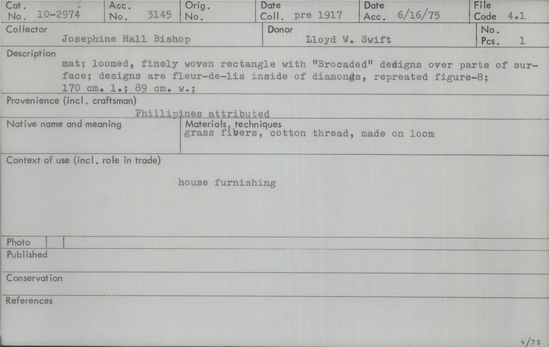 Cat. No. 10-2974 Acc. No. 3145 Orig. No. Date Coll. pre 1917 Date Acc. 6/16/75 File Code 4.1
Collector Josephine Hall Bishop Donor Lloyd W. Swift No. Pcs. 1
Description
mat; loomed, finely woven rectangle with "Brocaded" dedigns over parts of sur-
face; designs are fleur-de-lis inside of diamongs, repreated figure-8;
170 cm. l.; 89 cm. w.;
Provenience (incl. craftsman)
Phillipines attributed
Native name and meaning Materials, techniques
grass fibers, cotton thread, made on loom
Context of use (incl. role in trade)
house furnishing
Photo
Published
Conservation
References
4/75